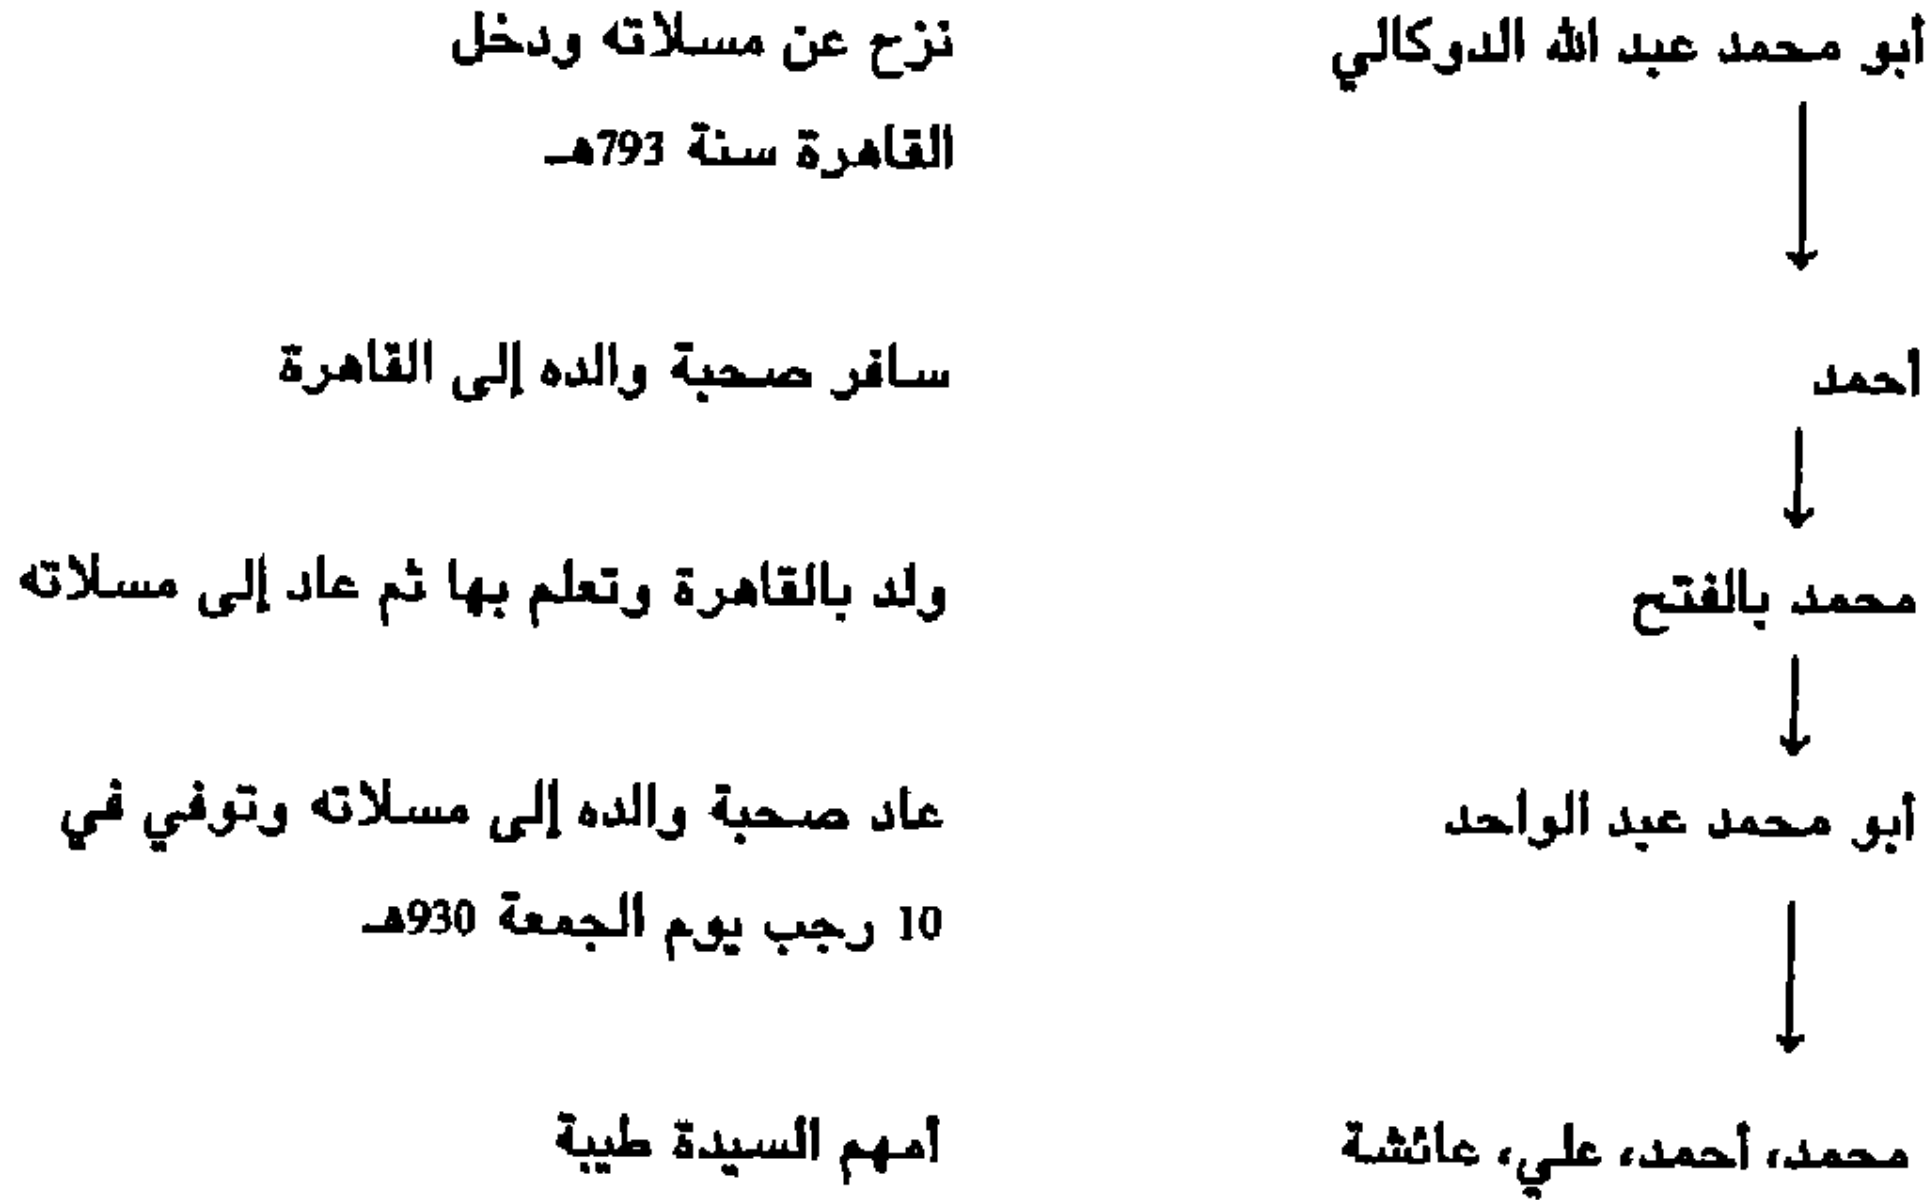 أبو محمد عبد الله الدوكالي
نزح عن مسلاته ودخل
القاهرة سنة 793هـ
احمد
سافر صحبة والده إلى القاهرة
محمد بالفتح
ولد بالقاهرة وتعلم بها ثم عاد إلى مسلاته
أبو محمد عبد الواحد
عاد صحبة والده إلى مسلاته وتوفي في
10 رجب يوم الجمعة 930هـ
محمد، أحمد، علي، عائشة
أمهم السيدة طيبة